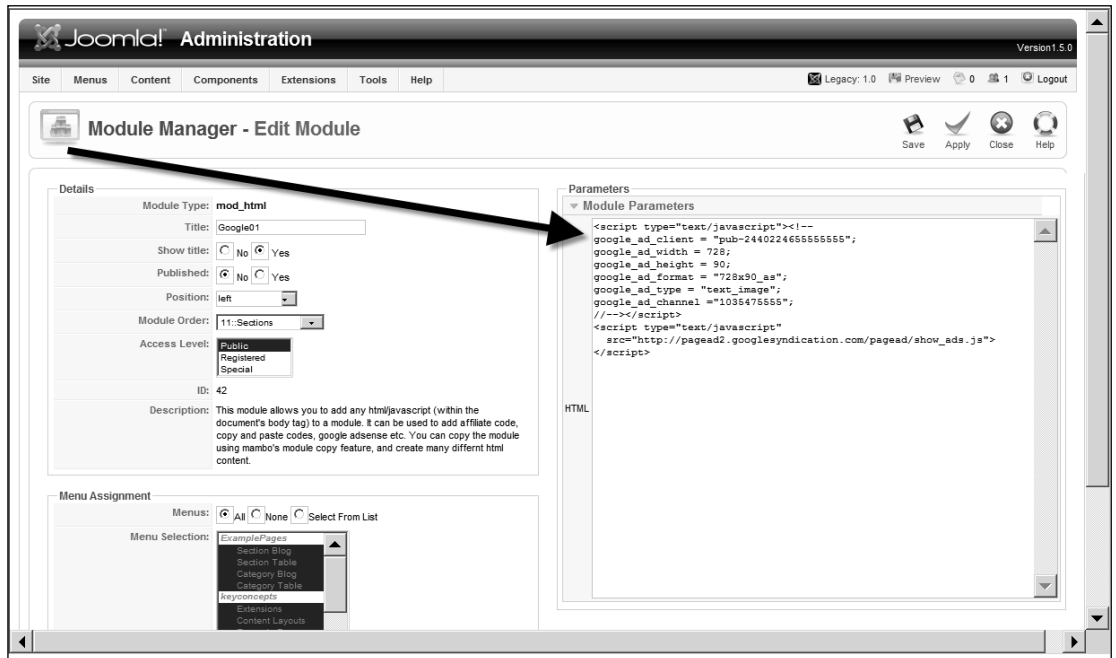 Joomla! Administration
Version1.5.0
Site Menus Content Components Extensions Tools Help Legacy: 1.0 Preview 0 1 Logout
Module Manager - Edit Module
Save Apply Close Help
Details
Module Type: mod_html
Title: Google01
Show title: No Yes
Published: No Yes
Position: left
Module Order: 11::Sections
Access Level: Public
Registered
Special
ID: 42
Description: This module allows you to add any html/javascript (within the
document's body tag) to a module. It can be used to add affiliate code,
copy and paste codes, google adsense etc. You can copy the module
using mambo's module copy feature, and create many differnt html
content.
Menu Assignment
Menus: All None Select From List
Menu Selection: ExamplePages
Section Blog
Section Table
Category Blog
Category Table
keyconcepts
Extensions
Content Layouts
Parameters
Module Parameters
HTML
<script type="text/javascript"><!--
google_ad_client = "pub-2440224655555555";
google_ad_width = 728;
google_ad_height = 90;
google_ad_format = "728x90_as";
google_ad_type = "text_image";
google_ad_channel ="1035475555";
//--></script>
<script type="text/javascript"
src="http://pagead2.googlesyndication.com/pagead/show_ads.js">
</script>